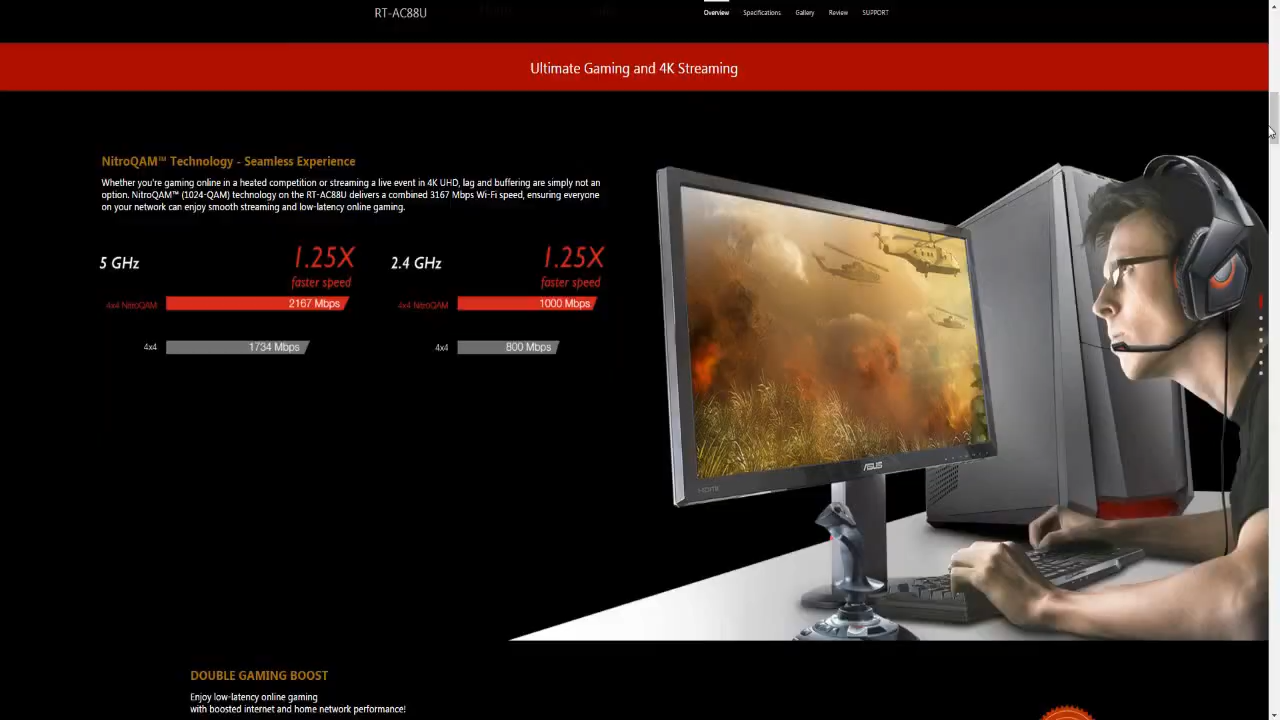 RT-AC88U
Overview Specifications Gallery Review SUPPORT
Ultimate Gaming and 4K Streaming
NitroQAM™ Technology - Seamless Experience
Whether you're gaming online in a heated competition or streaming a live event in 4K UHD, lag and buffering are simply not an
option. NitroQAM™ (1024-QAM) technology on the RT-AC88U delivers a combined 3167 Mbps Wi-Fi speed, ensuring everyone
on your network can enjoy smooth streaming and low-latency online gaming.
5 GHz 1.25X
faster speed
4x4 NitroQAM 2167 Mbps
4x4 1734 Mbps
2.4 GHz 1.25X
faster speed
4x4 NitroQAM 1000 Mbps
4x4 800 Mbps
ASUS
HDMI
DOUBLE GAMING BOOST
Enjoy low-latency online gaming
with boosted internet and home network performance!